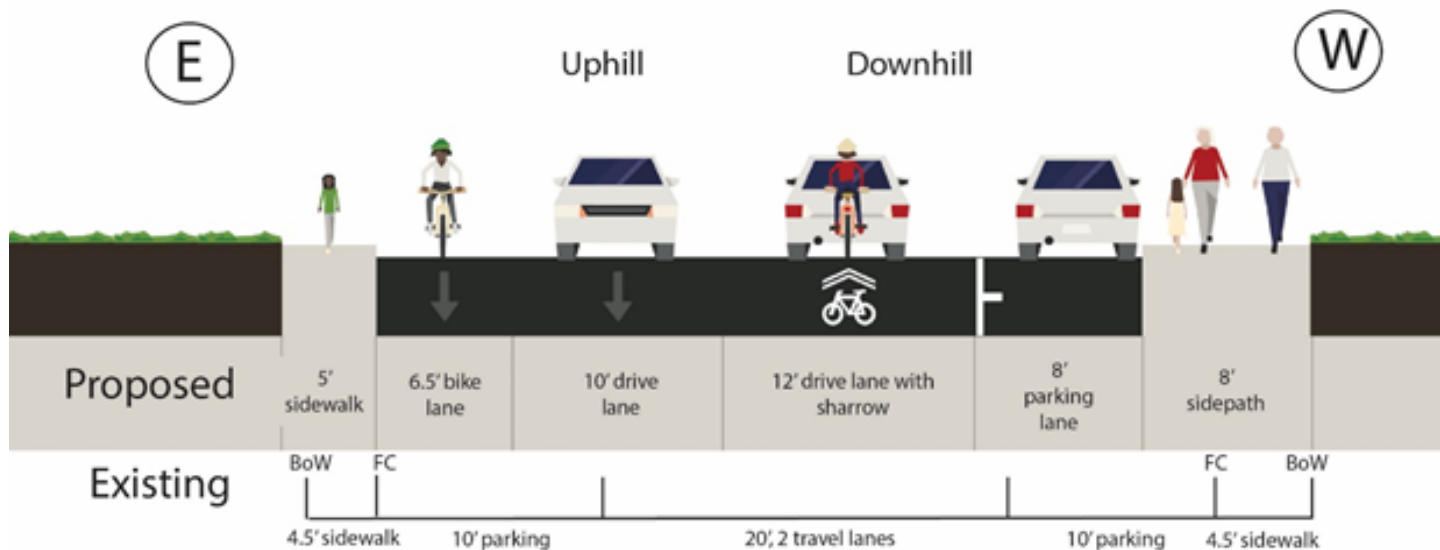 E
Uphill
Downhill
W
Proposed
5'
sidewalk
6.5' bike
lane
10' drive
lane
12' drive lane with
sharrow
8'
parking
lane
8'
sidepath
Existing
BoW
FC
FC
BoW
4.5' sidewalk
10' parking
20', 2 travel lanes
10' parking
4.5' sidewalk